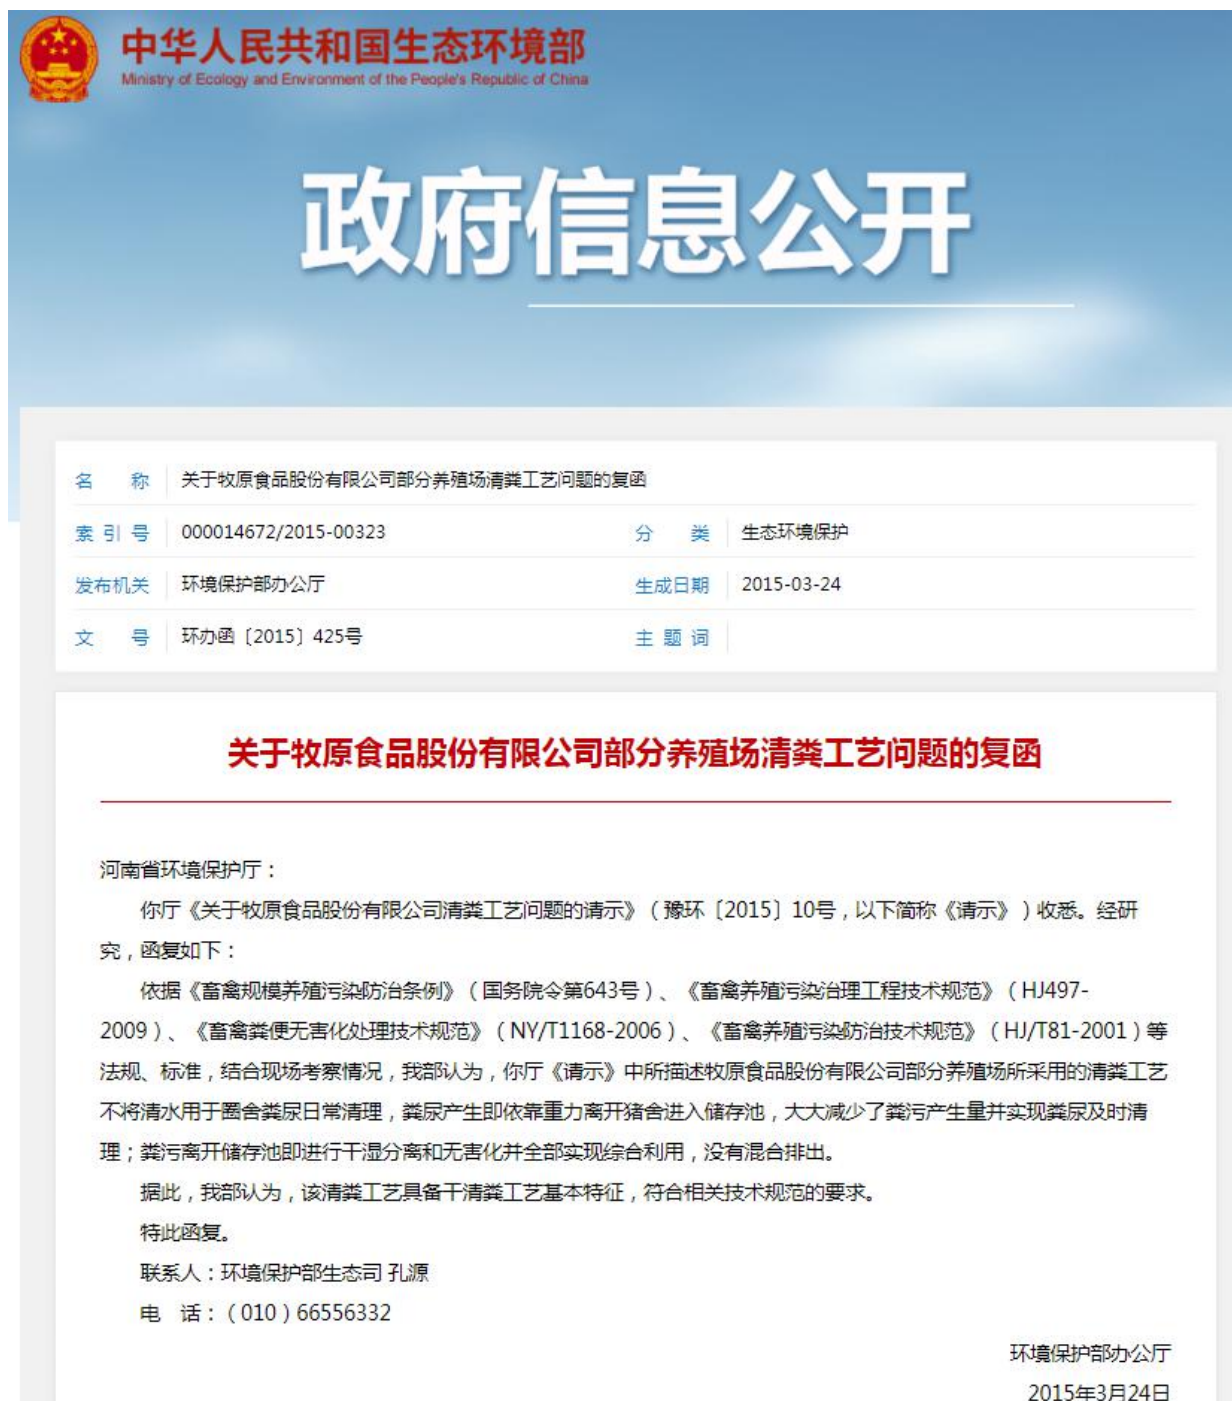 中华人民共和国生态环境部
Ministry of Ecology and Environment of the People's Republic of China
政府信息公开
名 称 关于牧原食品股份有限公司部分养殖场清粪工艺问题的复函
索 引 号 000014672/2015-00323 分 类 生态环境保护
发布机关 环境保护部办公厅 生成日期 2015-03-24
文 号 环办函〔2015〕425号 主 题 词
关于牧原食品股份有限公司部分养殖场清粪工艺问题的复函
河南省环境保护厅：
你厅《关于牧原食品股份有限公司清粪工艺问题的请示》（豫环〔2015〕10号，以下简称《请示》）收悉。经研
究，函复如下：
依据《畜禽规模养殖污染防治条例》（国务院令第643号）、《畜禽养殖污染治理工程技术规范》（HJ497-
2009）、《畜禽粪便无害化处理技术规范》（NY/T1168-2006）、《畜禽养殖污染防治技术规范》（HJ/T81-2001）等
法规、标准，结合现场考察情况，我部认为，你厅《请示》中所描述牧原食品股份有限公司部分养殖场所采用的清粪工艺
不将清水用于圈舍粪尿日常清理，粪尿产生即依靠重力离开猪舍进入储存池，大大减少了粪污产生量并实现粪尿及时清
理；粪污离开储存池即进行干湿分离和无害化并全部实现综合利用，没有混合排出。
据此，我部认为，该清粪工艺具备干清粪工艺基本特征，符合相关技术规范的要求。
特此函复。
联系人：环境保护部生态司 孔源
电 话：（010）66556332
环境保护部办公厅
2015年3月24日